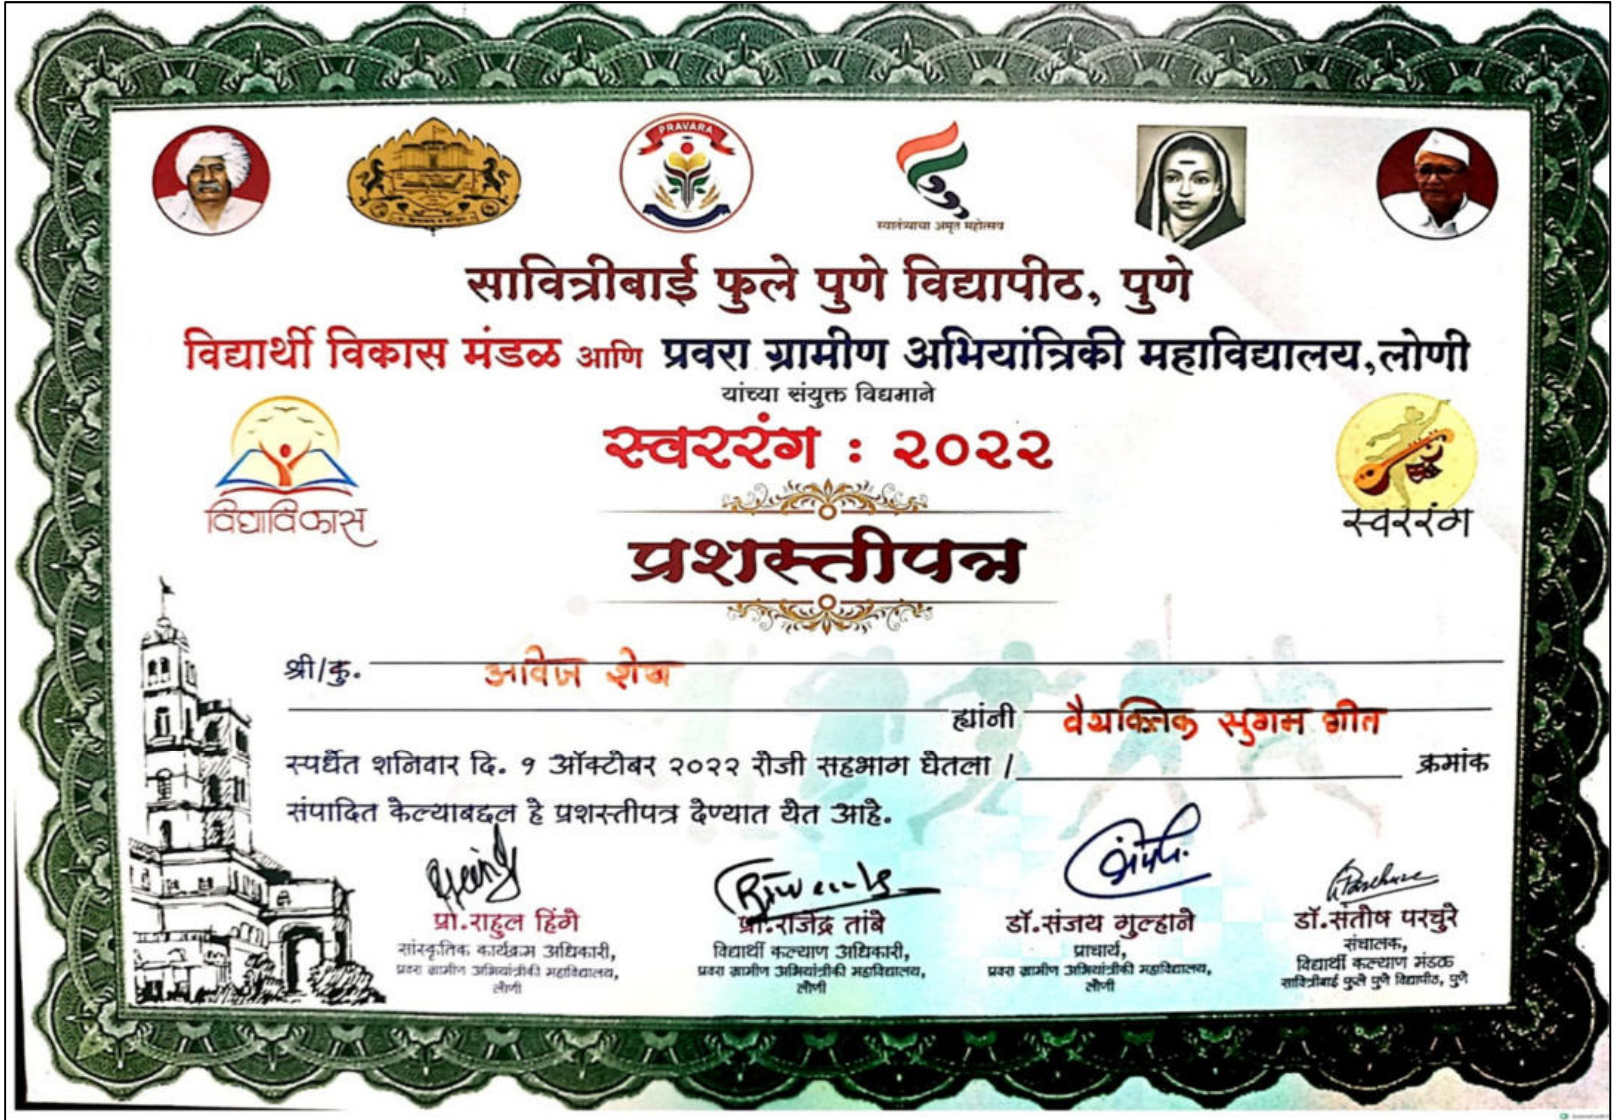 PRAVARA
स्वातंत्र्याचा अमृत महोत्सव
सावित्रीबाई फुले पुणे विद्यापीठ, पुणे
विद्यार्थी विकास मंडळ आणि प्रवरा ग्रामीण अभियांत्रिकी महाविद्यालय,लोणी
यांच्या संयुक्त विद्यमाने
स्वररंग : २०२२
विद्याविकास
स्वररंग
प्रशस्तीपत्र
श्री/कु. आवेज शेख
ह्यांनी वैयक्तिक सुगम गीत
स्पर्धेत शनिवार दि. १ ऑक्टोबर २०२२ रोजी सहभाग घेतला / क्रमांक
संपादित केल्याबद्दल हे प्रशस्तीपत्र देण्यात येत आहे.
प्रा.राहुल हिंगे
सांस्कृतिक कार्यक्रम अधिकारी,
प्रवरा ग्रामीण अभियांत्रीकी महाविद्यालय,
लोणी
प्रा.राजेंद्र तांबे
विद्यार्थी कल्याण अधिकारी,
प्रवरा ग्रामीण अभियांत्रीकी महाविद्यालय,
लोणी
डॉ.संजय गुल्हाने
प्राचार्य,
प्रवरा ग्रामीण अभियांत्रीकी महाविद्यालय,
लोणी
डॉ.संतोष परचुरे
संचालक,
विद्यार्थी कल्याण मंडळ
सावित्रीबाई फुले पुणे विद्यापीठ, पुणे